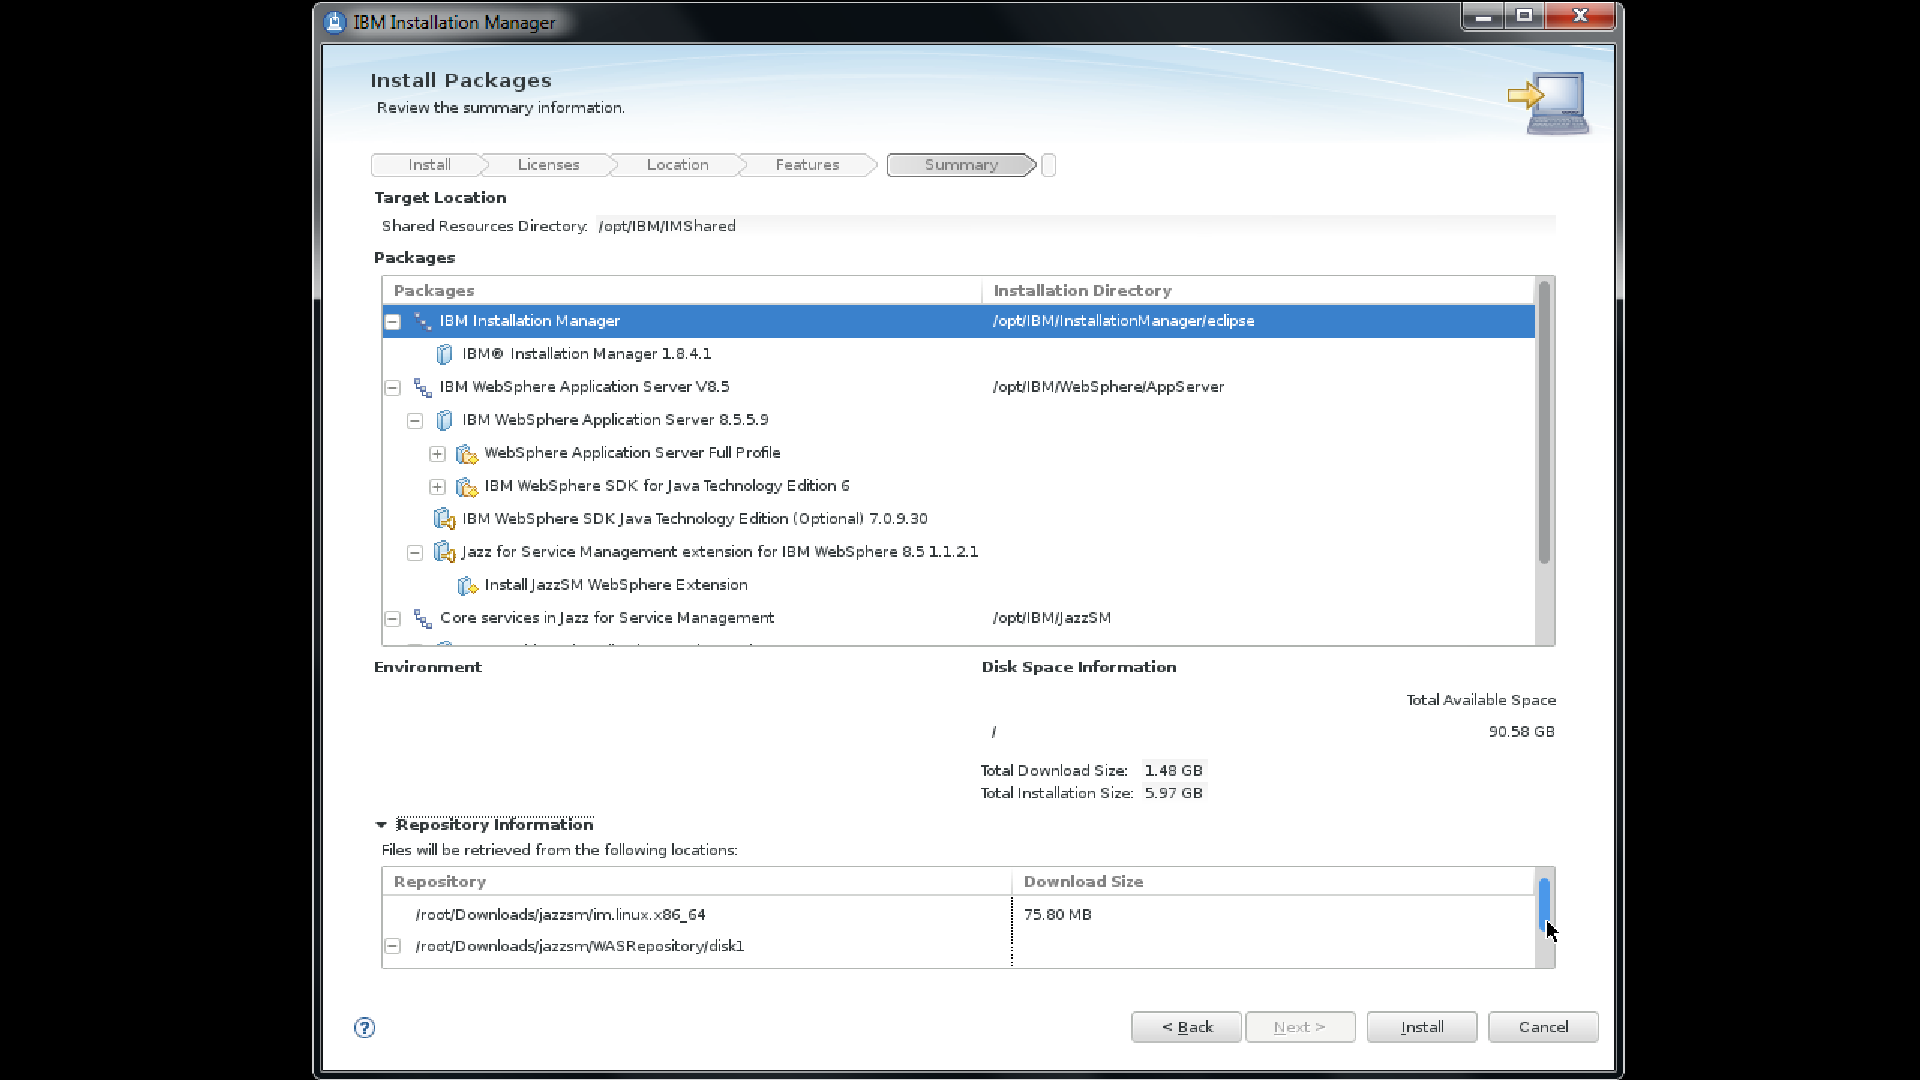 IBM Installation Manager
Install Packages
Review the summary information.
Install
Licenses
Location
Features
Summary
Target Location
Shared Resources Directory: /opt/IBM/IMShared
Packages
Packages
Installation Directory
IBM Installation Manager
/opt/IBM/InstallationManager/eclipse
IBM® Installation Manager 1.8.4.1
IBM WebSphere Application Server V8.5
/opt/IBM/WebSphere/AppServer
IBM WebSphere Application Server 8.5.5.9
WebSphere Application Server Full Profile
IBM WebSphere SDK for Java Technology Edition 6
IBM WebSphere SDK Java Technology Edition (Optional) 7.0.9.30
Jazz for Service Management extension for IBM WebSphere 8.5 1.1.2.1
Install JazzSM WebSphere Extension
Core services in Jazz for Service Management
/opt/IBM/JazzSM
Environment
Disk Space Information
Total Available Space
/
90.58 GB
Total Download Size: 1.48 GB
Total Installation Size: 5.97 GB
Repository Information
Files will be retrieved from the following locations:
Repository
Download Size
/root/Downloads/jazzsm/im.linux.x86_64
75.80 MB
/root/Downloads/jazzsm/WASRepository/disk1
?
< Back
Next >
Install
Cancel